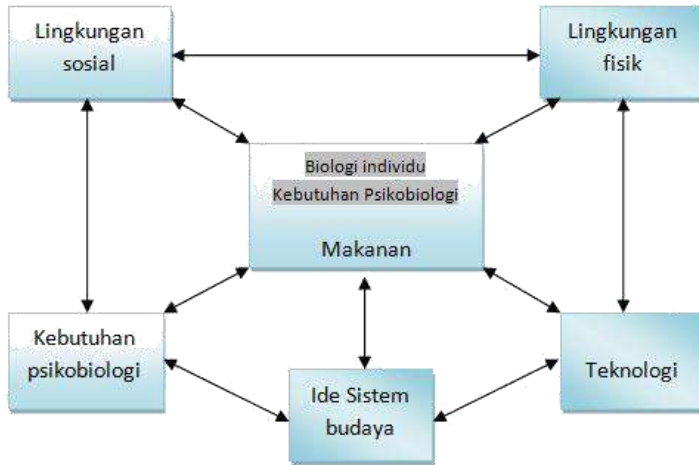 Lingkungan
sosial
Lingkungan
fisik
Biologi individu
Kebutuhan Psikobiologi
Makanan
Kebutuhan
psikobiologi
Ide Sistem
budaya
Teknologi